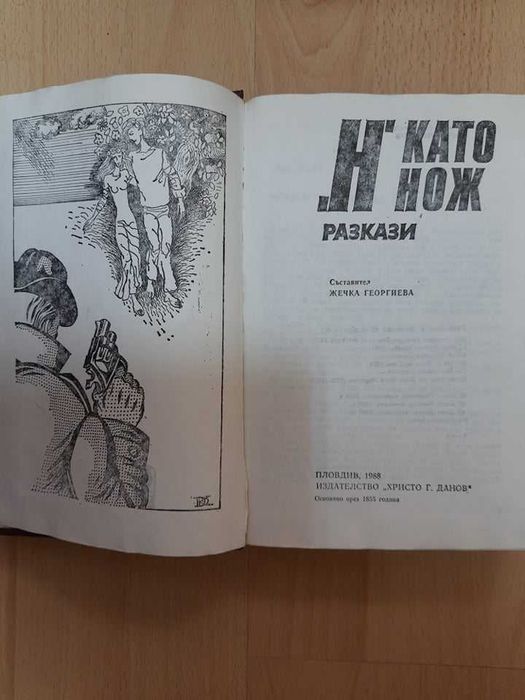 „Н" КАТО
НОЖ
РАЗКАЗИ
Съставител
ЖЕЧКА ГЕОРГИЕВА
ПЛОВДИВ, 1988
ИЗДАТЕЛСТВО „ХРИСТО Г. ДАНОВ"
Основано през 1855 година